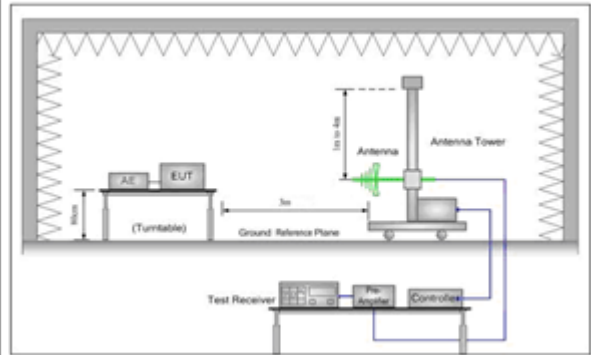 1m to 4m
Antenna
Antenna Tower
AE
EUT
80cm
3m
(Turntable)
Ground Reference Plane
Test Receiver
Pre-
Amplifier
Controller